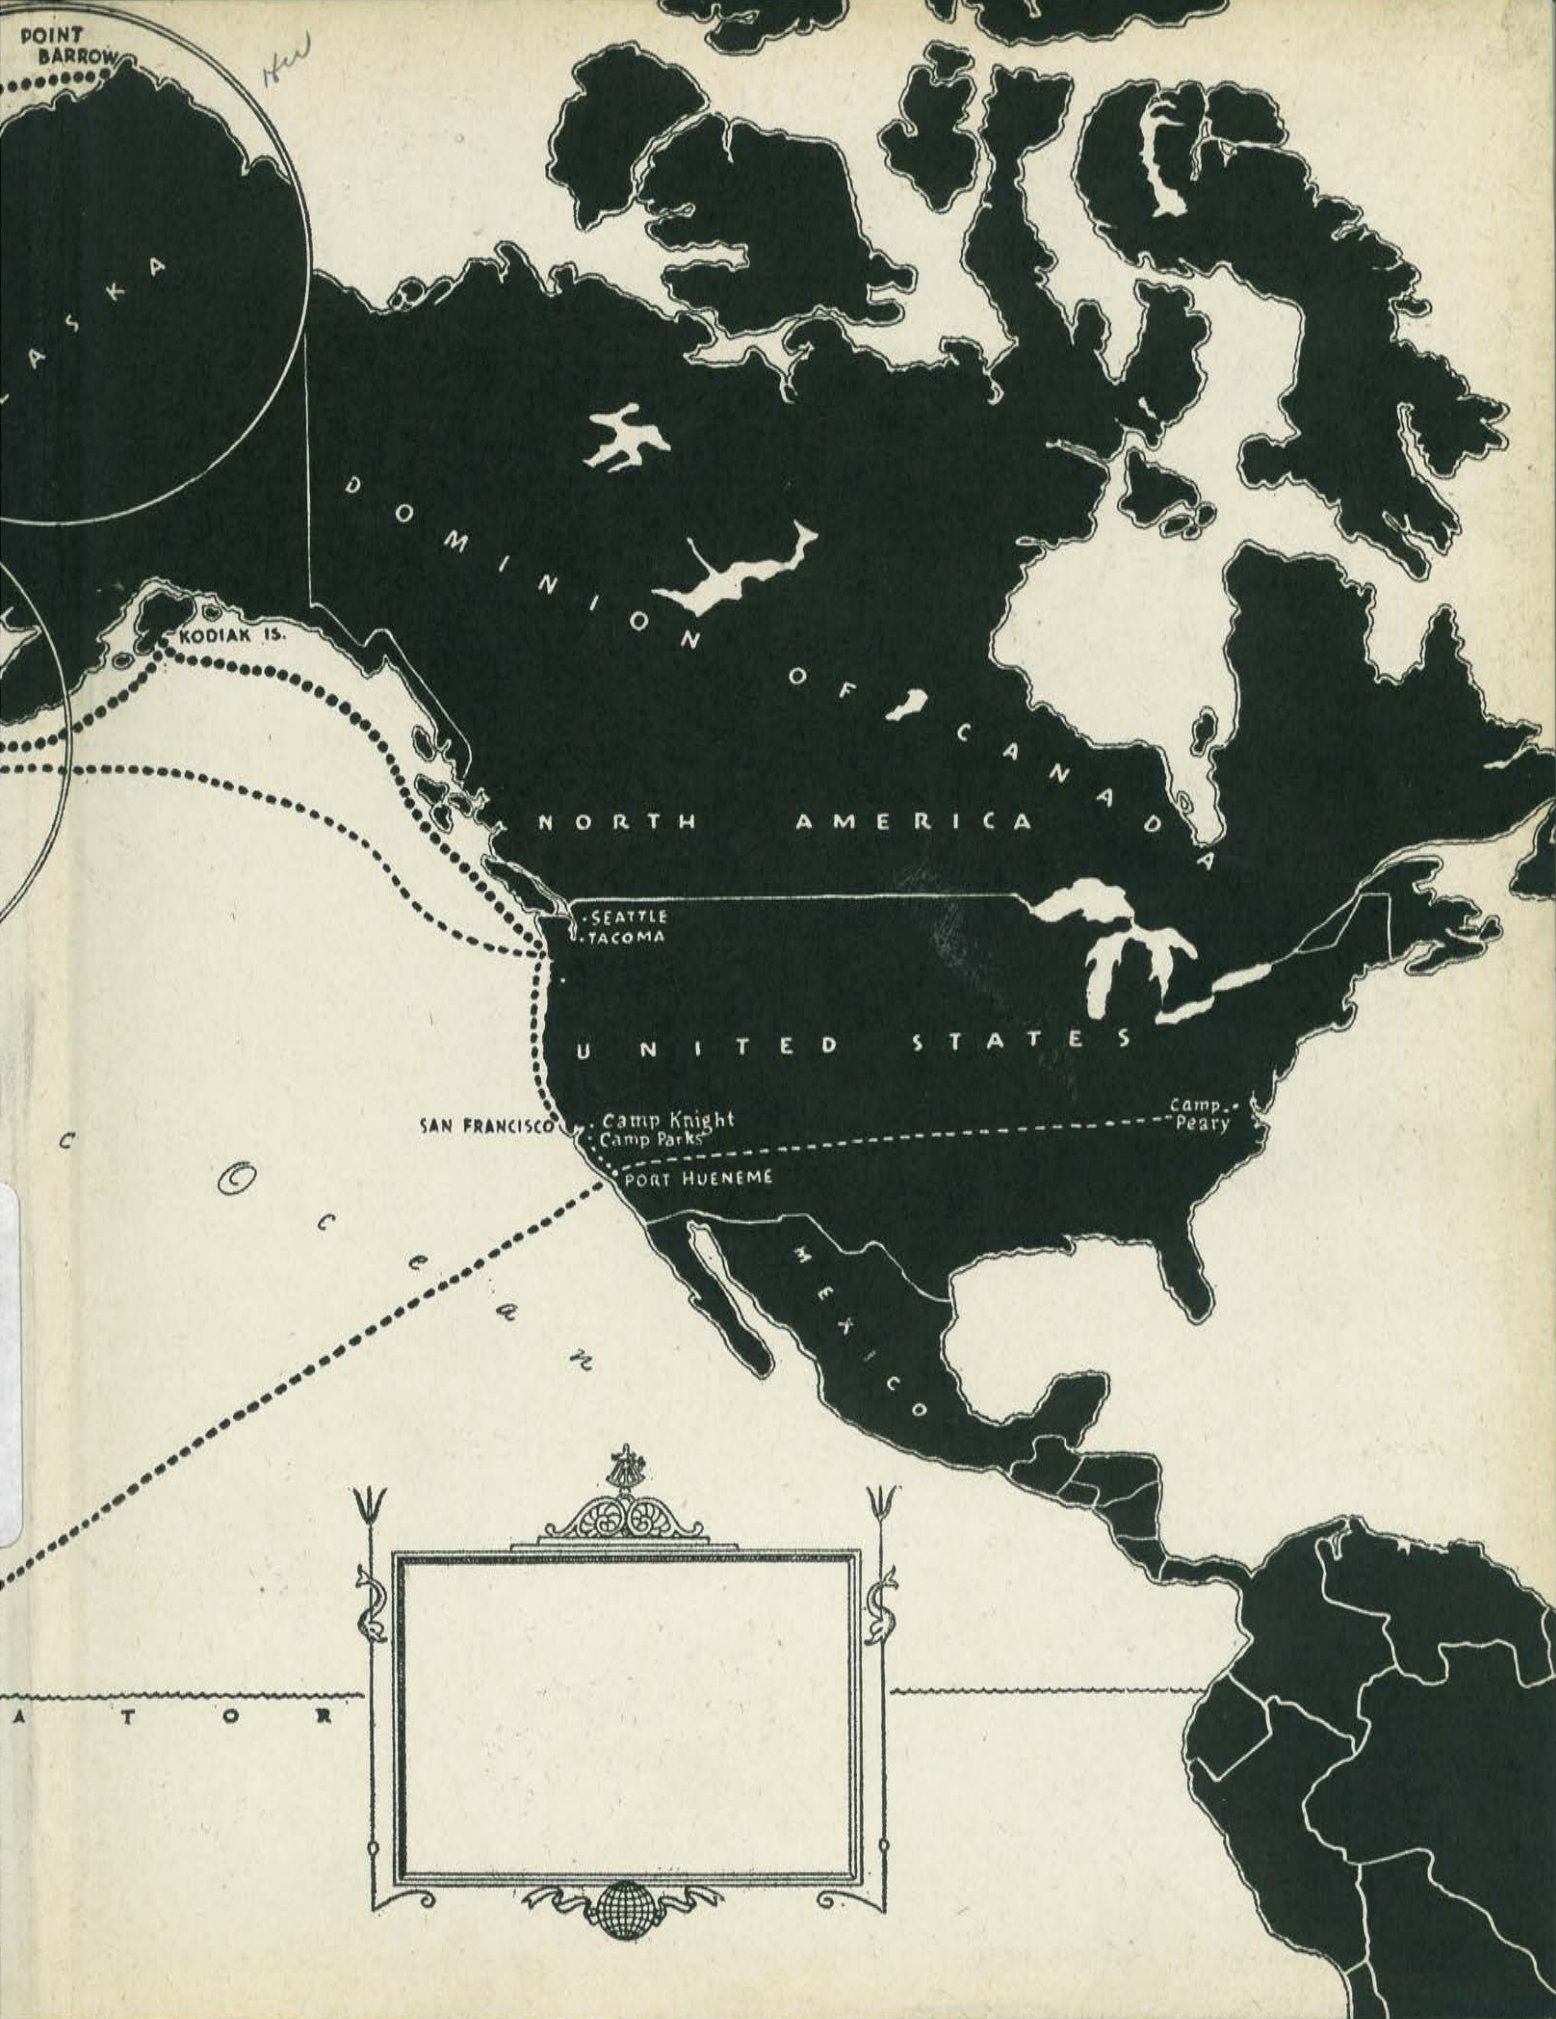 POINT
BARROW
A S K A
KODIAK IS.
DOMINION OF CANADA
NORTH AMERICA
SEATTLE
TACOMA
UNITED STATES
SAN FRANCISCO
Camp Knight
Camp Parks
Camp
Peary
PORT HUENEME
c Ocean
MEXICO
ATOR